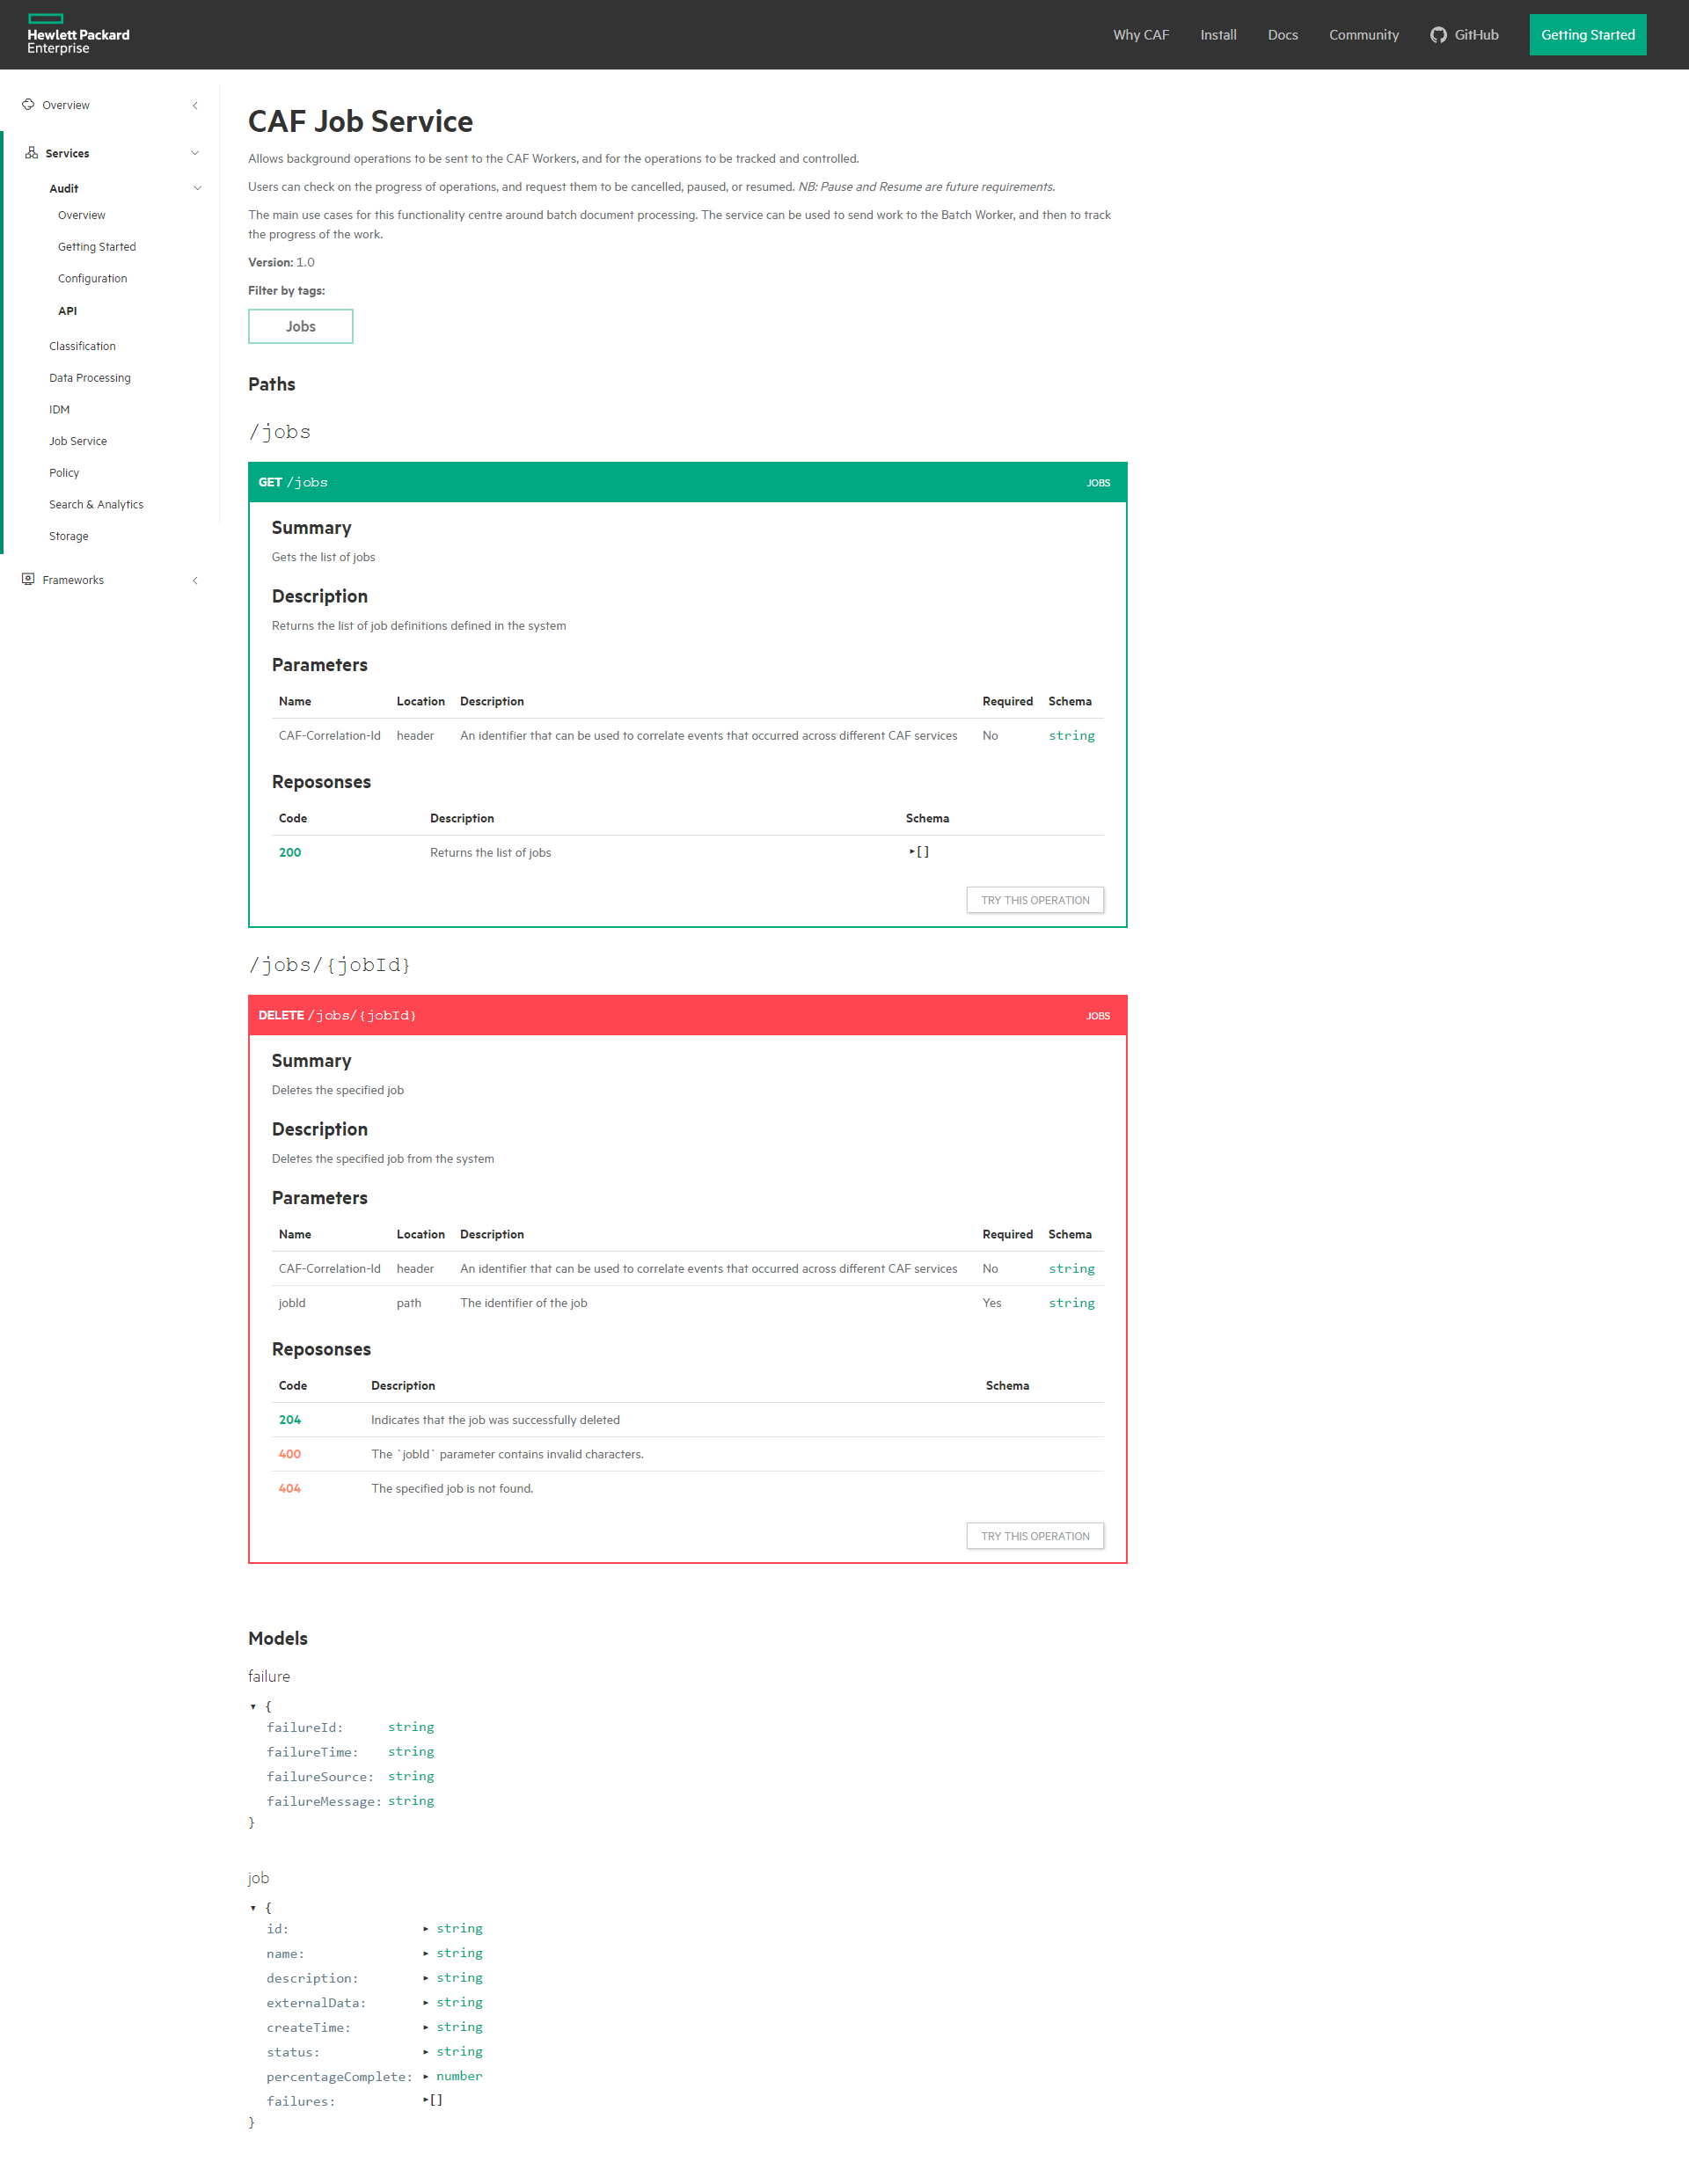 Hewlett Packard
Enterprise
Why CAF Install Docs Community GitHub Getting Started
Overview
Services
Audit
Overview
Getting Started
Configuration
API
Classification
Data Processing
IDM
Job Service
Policy
Search & Analytics
Storage
Frameworks
CAF Job Service
Allows background operations to be sent to the CAF Workers, and for the operations to be tracked and controlled.
Users can check on the progress of operations, and request them to be cancelled, paused, or resumed. NB: Pause and Resume are future requirements.
The main use cases for this functionality centre around batch document processing. The service can be used to send work to the Batch Worker, and then to track
the progress of the work.
Version: 1.0
Filter by tags:
Jobs
Paths
/jobs
GET /jobs JOBS
Summary
Gets the list of jobs
Description
Returns the list of job definitions defined in the system
Parameters
Name Location Description Required Schema
CAF-Correlation-Id header An identifier that can be used to correlate events that occurred across different CAF services No string
Reposonses
Code Description Schema
200 Returns the list of jobs ▸[]
TRY THIS OPERATION
/jobs/{jobId}
DELETE /jobs/{jobId} JOBS
Summary
Deletes the specified job
Description
Deletes the specified job from the system
Parameters
Name Location Description Required Schema
CAF-Correlation-Id header An identifier that can be used to correlate events that occurred across different CAF services No string
jobId path The identifier of the job Yes string
Reposonses
Code Description Schema
204 Indicates that the job was successfully deleted
400 The `jobId` parameter contains invalid characters.
404 The specified job is not found.
TRY THIS OPERATION
Models
failure
▾ {
failureId: string
failureTime: string
failureSource: string
failureMessage: string
}
job
▾ {
id: ▸ string
name: ▸ string
description: ▸ string
externalData: ▸ string
createTime: ▸ string
status: ▸ string
percentageComplete: ▸ number
failures: ▸[]
}